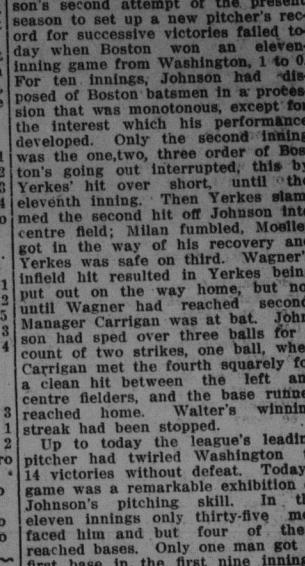 son's second attempt of the present
season to set up a new pitcher's rec-
ord for successive victories failed to-
day when Boston won an eleven
inning game from Washington, 1 to 0.
For ten innings, Johnson had dis-
posed of Boston batsmen in a proces-
sion that was monotonous, except for
the interest which his performance
developed. Only the second inning
was the one,two, three order of Bos-
ton's going out interrupted, this by
Yerkes' hit over short, until the
eleventh inning. Then Yerkes slam-
med the second hit off Johnson into
centre field; Milan fumbled, Moeller
got in the way of his recovery and
Yerkes was safe on third. Wagner's
infield hit resulted in Yerkes being
put out on the way home, but not
until Wagner had reached second.
Manager Carrigan was at bat. John-
son had sped over three balls for
count of two strikes, one ball, when
Carrigan met the fourth squarely for
a clean hit between the left and
centre fielders, and the base runner
reached home. Walter's winning
streak had been stopped.
Up to today the league's leading
pitcher had twirled Washington
14 victories without defeat. Today
game was a remarkable exhibition
Johnson's pitching skill. In the
eleven innings only thirty-five men
faced him and but four of them
reached bases. Only one man got
first base in the first nine innings